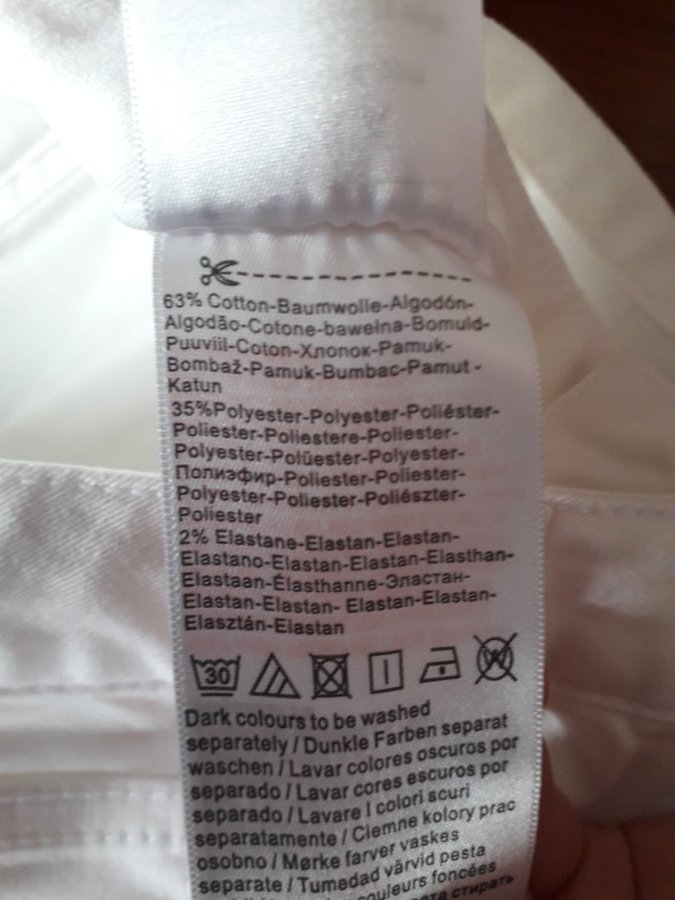 63% Cotton-Baumwolle-Algodón-
Algodão-Cotone-bawełna-Bomuld-
Puuvill-Coton-Хлопок-Pamuk-
Bombaž-Pamuk-Bumbac-Pamut -
Katun
35%Polyester-Polyester-Poliéster-
Poliester-Poliestere-Poliester-
Polyester-Polüester-Polyester-
Полиэфир-Poliester-Poliester-
Polyester-Poliester-Poliészter-
Poliester
2% Elastane-Elastan-Elastan-
Elastano-Elastan-Elastan-Elasthan-
Elastaan-Élasthanne-Эластан-
Elastan-Elastan- Elastan-Elastan-
Elasztán-Elastan
30 W
Dark colours to be washed
separately / Dunkle Farben separat
waschen / Lavar colores oscuros por
separado / Lavar cores escuros por
separado / Lavare I colori scuri
separatamente / Ciemne kolory prac
osobno / Mørke farver vaskes
separate / Tumedad värvid pesta
couleurs foncées
стирать